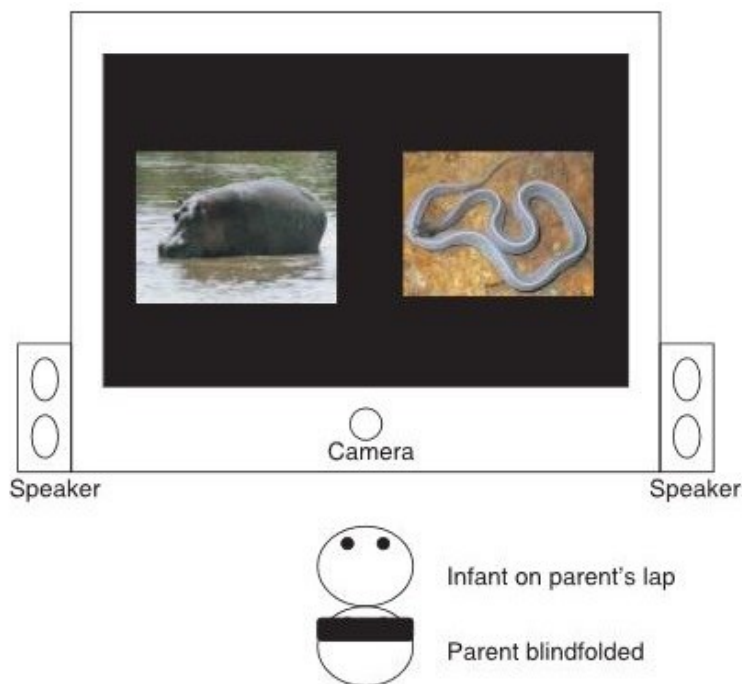 Camera
Speaker
Speaker
Infant on parent's lap
Parent blindfolded